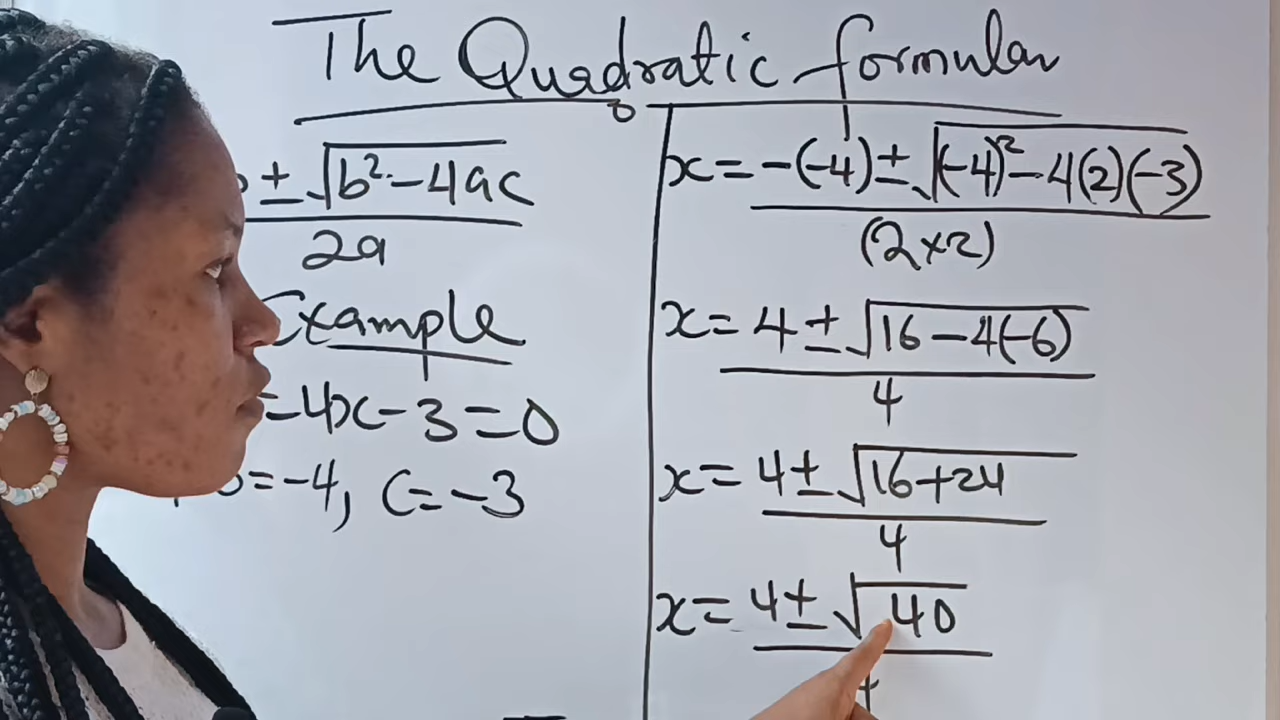 The Quadratic formular
± √b² - 4ac
2a
Example
-4x - 3 = 0
= -4, C = -3
x = -(-4) ± √(-4)² - 4(2)(-3)
(2×2)
x = 4 ± √16 - 4(-6)
4
x = 4 ± √16 + 24
4
x = 4 ± √40